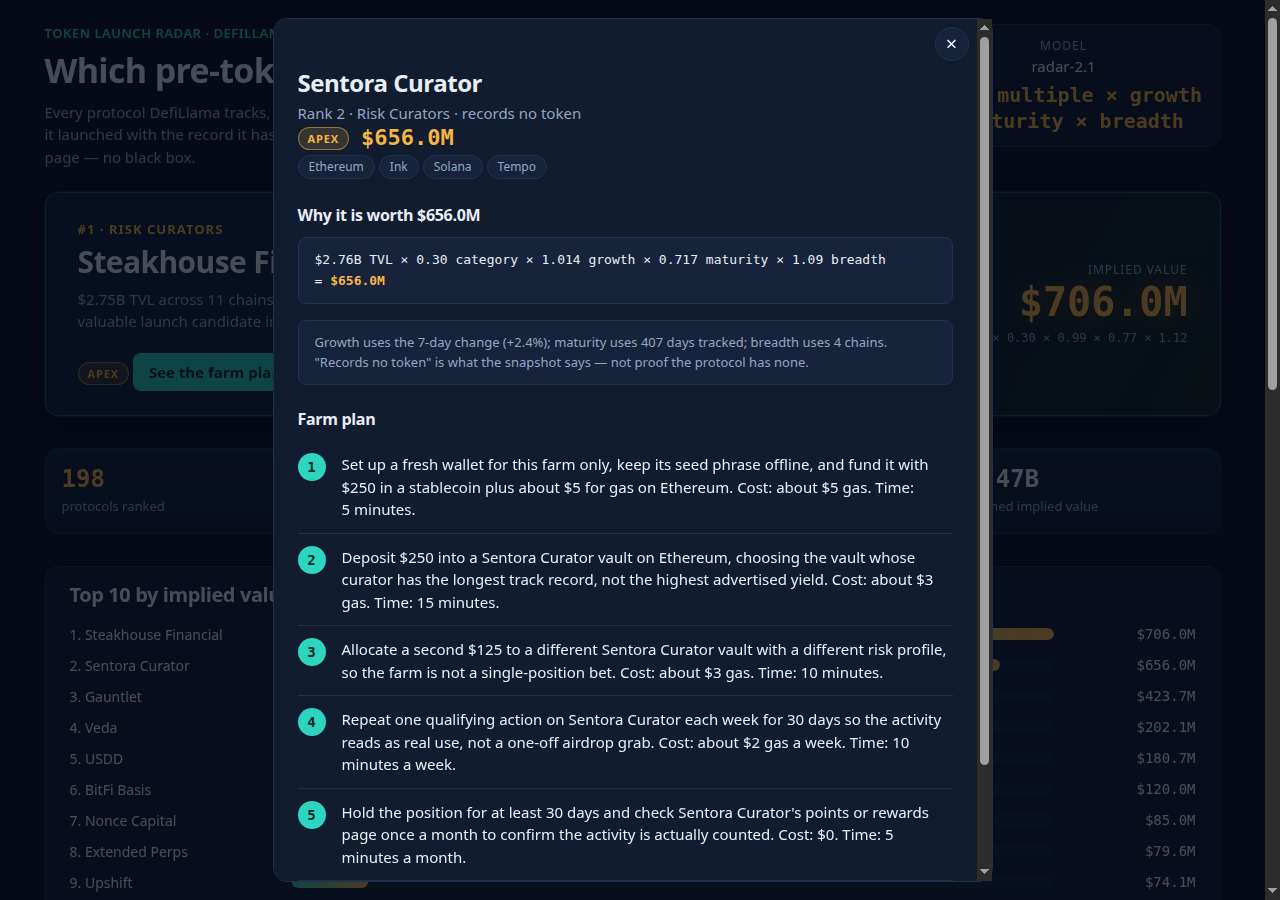 TOKEN LAUNCH RADAR · DEFILLAM
Which pre-tok
Every protocol DefiLlama tracks,
it launched with the record it has
page — no black box.
MODEL
radar-2.1
multiple × growth
turity × breadth
#1 · RISK CURATORS
Steakhouse Fi
$2.75B TVL across 11 chains
valuable launch candidate i
APEX
See the farm pla
IMPLIED VALUE
$706.0M
× 0.30 × 0.99 × 0.77 × 1.12
198
protocols ranked
47B
ned implied value
Top 10 by implied valu
1. Steakhouse Financial
$706.0M
2. Sentora Curator
$656.0M
3. Gauntlet
$423.7M
4. Veda
$202.1M
5. USDD
$180.7M
6. BitFi Basis
$120.0M
7. Nonce Capital
$85.0M
8. Extended Perps
$79.6M
9. Upshift
$74.1M
✕
Sentora Curator
Rank 2 · Risk Curators · records no token
APEX $656.0M
Ethereum Ink Solana Tempo
Why it is worth $656.0M
$2.76B TVL × 0.30 category × 1.014 growth × 0.717 maturity × 1.09 breadth
= $656.0M
Growth uses the 7-day change (+2.4%); maturity uses 407 days tracked; breadth uses 4 chains.
"Records no token" is what the snapshot says — not proof the protocol has none.
Farm plan
1 Set up a fresh wallet for this farm only, keep its seed phrase offline, and fund it with
$250 in a stablecoin plus about $5 for gas on Ethereum. Cost: about $5 gas. Time:
5 minutes.
2 Deposit $250 into a Sentora Curator vault on Ethereum, choosing the vault whose
curator has the longest track record, not the highest advertised yield. Cost: about $3
gas. Time: 15 minutes.
3 Allocate a second $125 to a different Sentora Curator vault with a different risk profile,
so the farm is not a single-position bet. Cost: about $3 gas. Time: 10 minutes.
4 Repeat one qualifying action on Sentora Curator each week for 30 days so the activity
reads as real use, not a one-off airdrop grab. Cost: about $2 gas a week. Time: 10
minutes a week.
5 Hold the position for at least 30 days and check Sentora Curator's points or rewards
page once a month to confirm the activity is actually counted. Cost: $0. Time: 5
minutes a month.